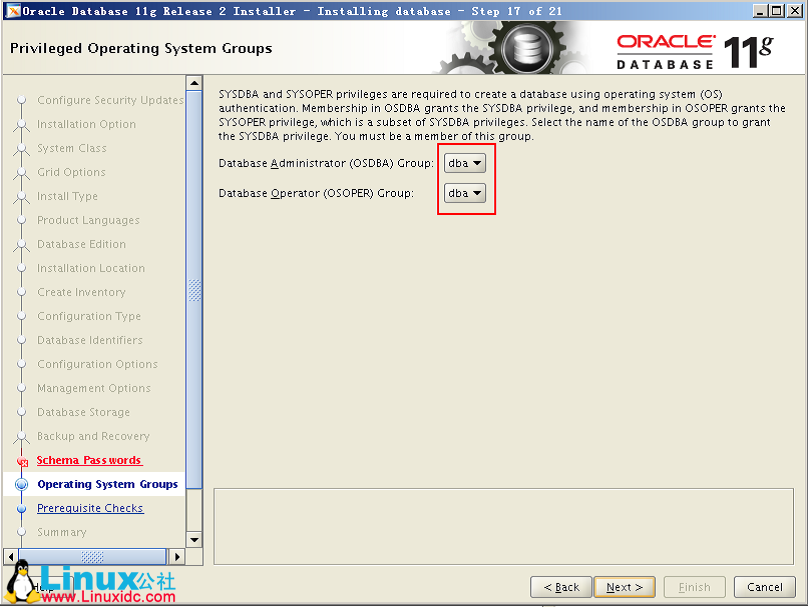 Oracle Database 11g Release 2 Installer - Installing database - Step 17 of 21
Privileged Operating System Groups
ORACLE
DATABASE 11g
Configure Security Updates
Installation Option
System Class
Grid Options
Install Type
Product Languages
Database Edition
Installation Location
Create Inventory
Configuration Type
Database Identifiers
Configuration Options
Management Options
Database Storage
Backup and Recovery
Schema Passwords
Operating System Groups
Prerequisite Checks
Summary
SYSDBA and SYSOPER privileges are required to create a database using operating system (OS)
authentication. Membership in OSDBA grants the SYSDBA privilege, and membership in OSOPER grants the
SYSOPER privilege, which is a subset of SYSDBA privileges. Select the name of the OSDBA group to grant
the SYSDBA privilege. You must be a member of this group.
Database Administrator (OSDBA) Group: dba
Database Operator (OSOPER) Group: dba
Help
< Back Next > Finish Cancel
Linux公社
www.Linuxidc.com